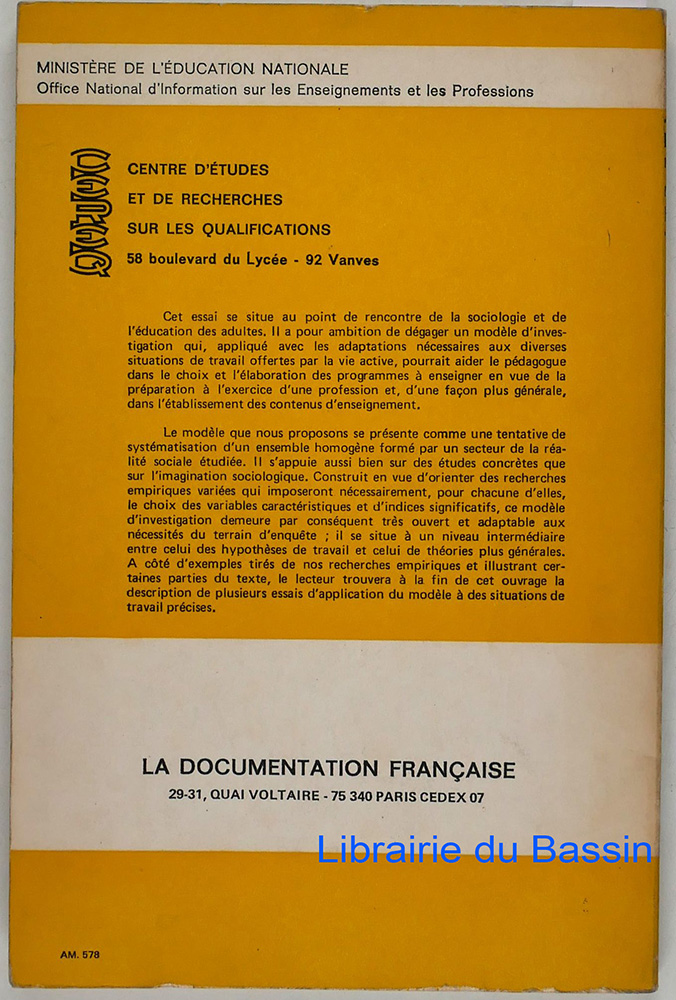 MINISTÈRE DE L'ÉDUCATION NATIONALE
Office National d'Information sur les Enseignements et les Professions
CEREQ
CENTRE D'ÉTUDES
ET DE RECHERCHES
SUR LES QUALIFICATIONS
58 boulevard du Lycée - 92 Vanves
Cet essai se situe au point de rencontre de la sociologie et de
l'éducation des adultes. Il a pour ambition de dégager un modèle d'inves-
tigation qui, appliqué avec les adaptations nécessaires aux diverses
situations de travail offertes par la vie active, pourrait aider le pédagogue
dans le choix et l'élaboration des programmes à enseigner en vue de la
préparation à l'exercice d'une profession et, d'une façon plus générale,
dans l'établissement des contenus d'enseignement.
Le modèle que nous proposons se présente comme une tentative de
systématisation d'un ensemble homogène formé par un secteur de la réa-
lité sociale étudiée. Il s'appuie aussi bien sur des études concrètes que
sur l'imagination sociologique. Construit en vue d'orienter des recherches
empiriques variées qui imposeront nécessairement, pour chacune d'elles,
le choix des variables caractéristiques et d'indices significatifs, ce modèle
d'investigation demeure par conséquent très ouvert et adaptable aux
nécessités du terrain d'enquête ; il se situe à un niveau intermédiaire
entre celui des hypothèses de travail et celui de théories plus générales.
A côté d'exemples tirés de nos recherches empiriques et illustrant cer-
taines parties du texte, le lecteur trouvera à la fin de cet ouvrage la
description de plusieurs essais d'application du modèle à des situations de
travail précises.
LA DOCUMENTATION FRANÇAISE
29-31, QUAI VOLTAIRE - 75 340 PARIS CEDEX 07
Librairie du Bassin
AM. 578